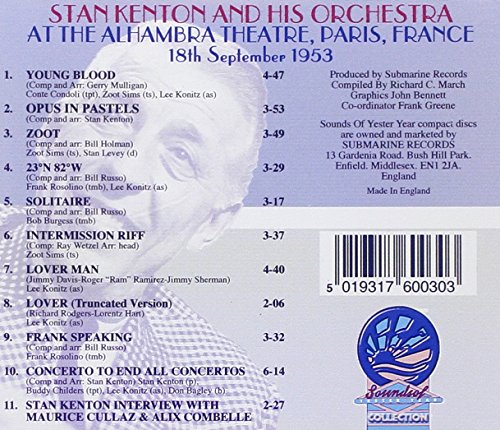 STAN KENTON AND HIS ORCHESTRA
AT THE ALHAMBRA THEATRE, PARIS, FRANCE
18th September 1953
1. YOUNG BLOOD 4-47
(Comp and Arr: Gerry Mulligan)
Conte Condoli (tpt), Zoot Sims (ts), Lee Konitz (as)
2. OPUS IN PASTELS 3-53
(Comp and arr: Stan Kenton)
3. ZOOT 3-49
(Comp and arr: Bill Holman)
Zoot Sims (ts), Stan Levey (d)
4. 23°N 82°W 3-29
(Comp and arr: Bill Russo)
Frank Rosolino (tmb), Lee Konitz (as)
5. SOLITAIRE 3-17
(Comp and arr: Bill Russo)
Bob Burgess (tmb)
6. INTERMISSION RIFF 3-37
(Comp: Ray Wetzel Arr: head)
Zoot Sims (ts)
7. LOVER MAN 4-40
(Jimmy Davis-Roger "Ram" Ramirez-Jimmy Sherman)
Lee Konitz (as)
8. LOVER (Truncated Version) 2-06
(Richard Rodgers-Lorentz Hart)
Lee Konitz (as)
9. FRANK SPEAKING 3-32
(Comp and Arr: Bill Russo)
Frank Rosolino (tmb)
10. CONCERTO TO END ALL CONCERTOS 6-14
(Comp and Arr: Stan Kenton) Stan Kenton (p),
Buddy Childers (tpt), Lee Konitz (as), Don Bagley (b)
11. STAN KENTON INTERVIEW WITH 2-27
MAURICE CULLAZ & ALIX COMBELLE
Produced by Submarine Records
Compiled By Richard C. March
Graphics John Bennett
Co-ordinator Frank Greene
Sounds Of Yester Year compact discs
are owned and marketed by
SUBMARINE RECORDS
13 Gardenia Road. Bush Hill Park.
Enfield. Middlesex. EN1 2JA.
England
Made In England
5 019317 600303
Sounds of
COLLECTION